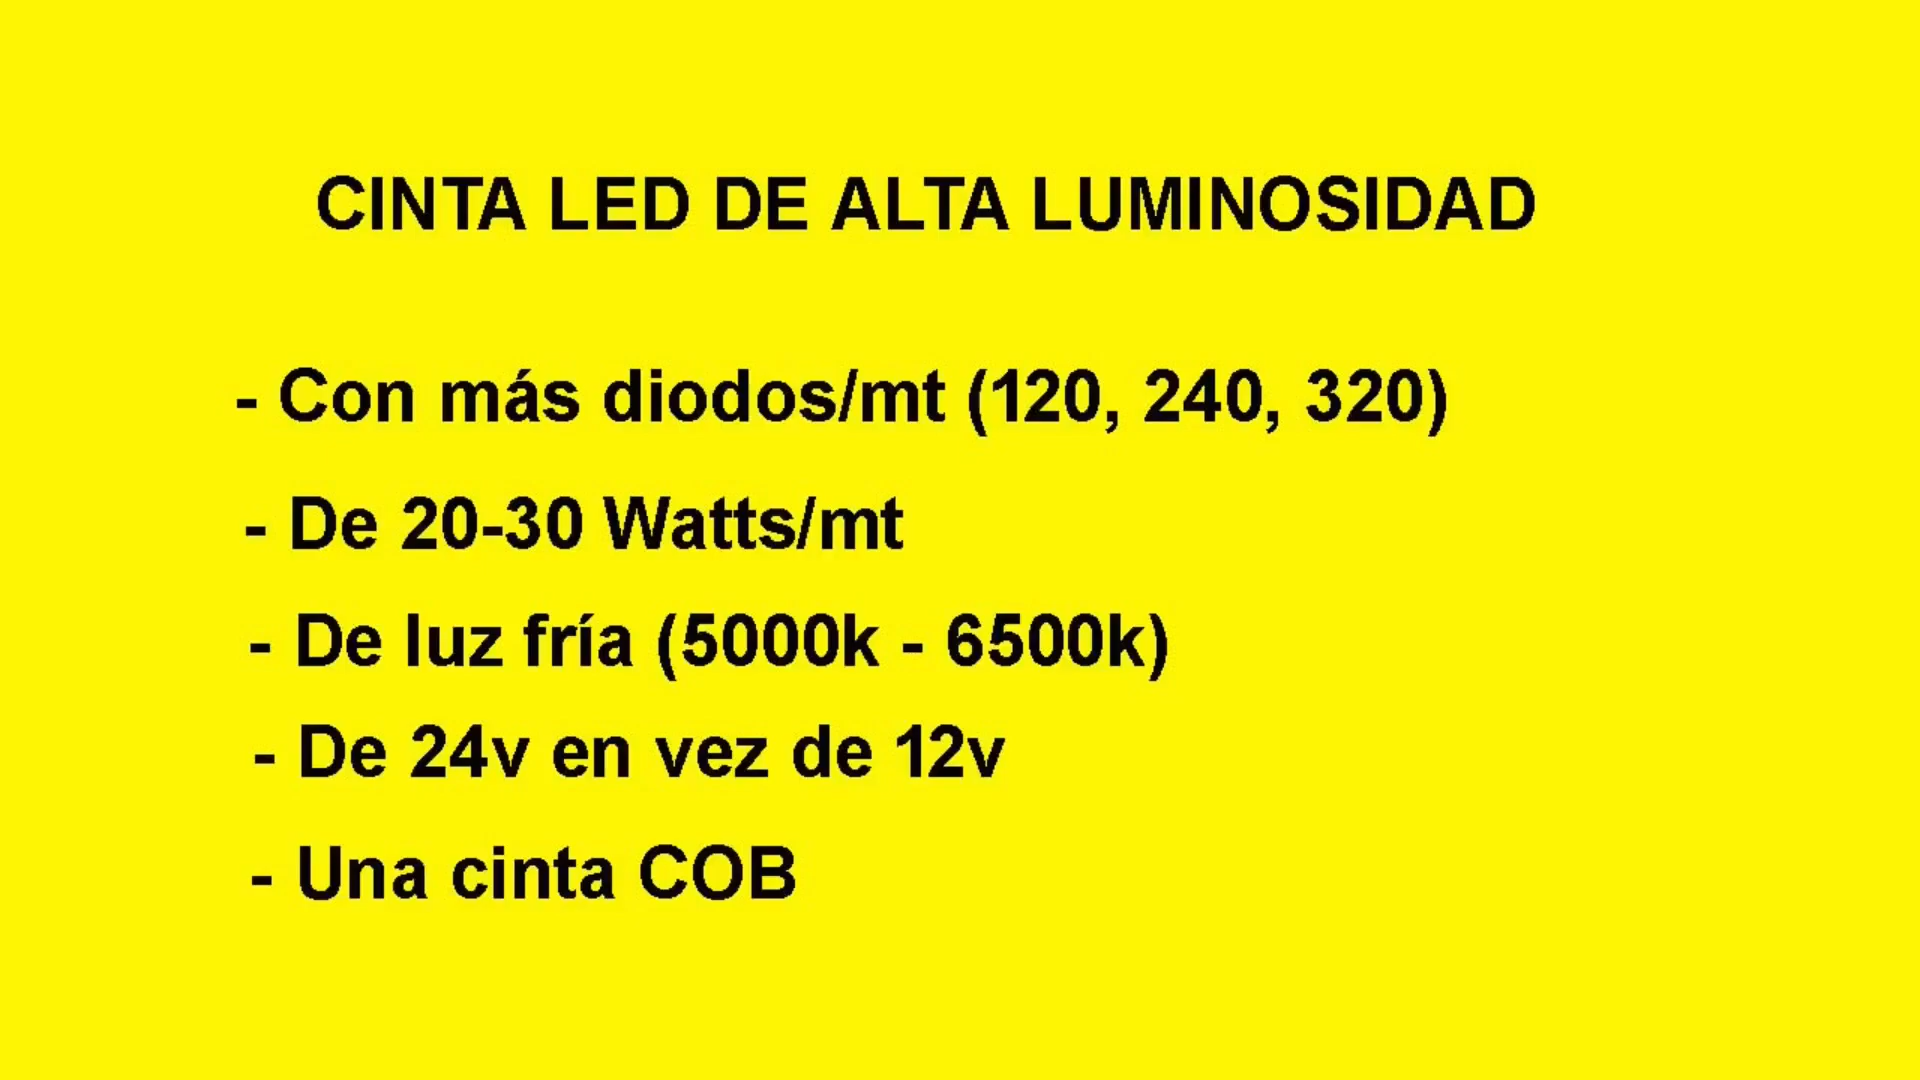 CINTA LED DE ALTA LUMINOSIDAD
- Con más diodos/mt (120, 240, 320)
- De 20-30 Watts/mt
- De luz fría (5000k - 6500k)
- De 24v en vez de 12v
- Una cinta COB